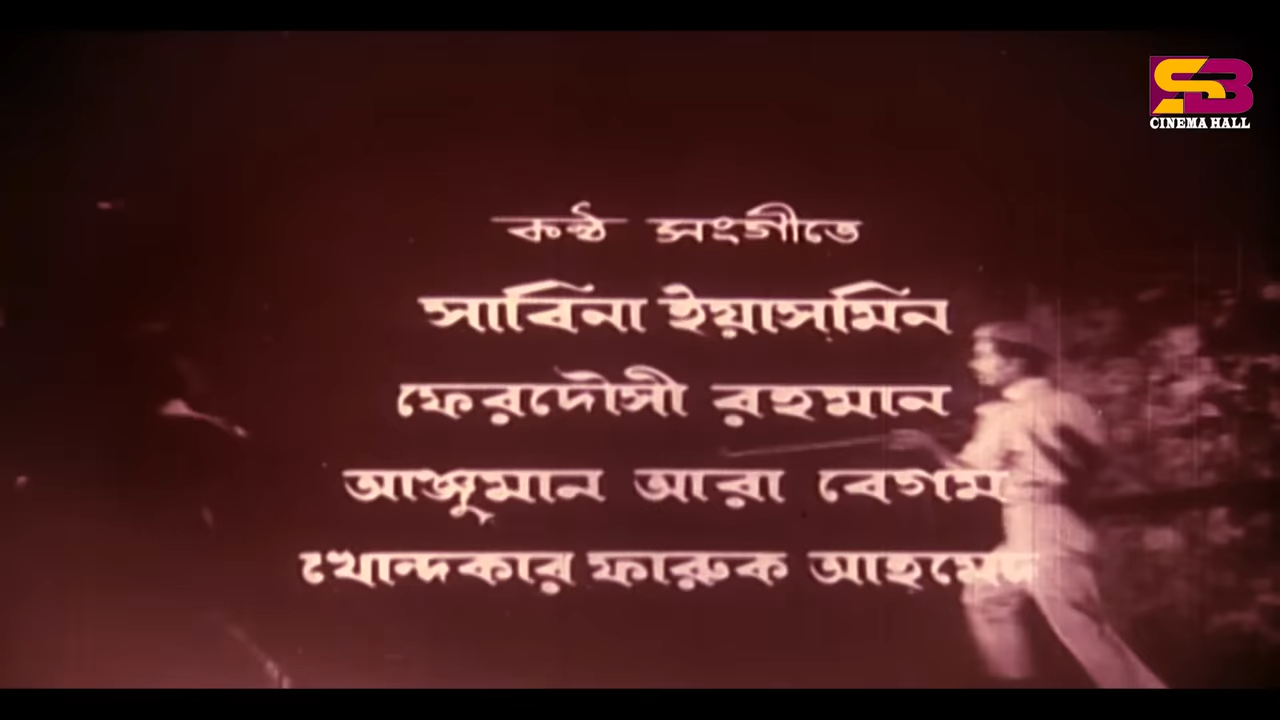 SB
CINEMA HALL
কন্ঠ সংগীতে
সাবিনা ইয়াসমিন
ফেরদৌসী রহমান
আঞ্জুমান আরা বেগম
খোন্দকার ফারুক আহমেদ